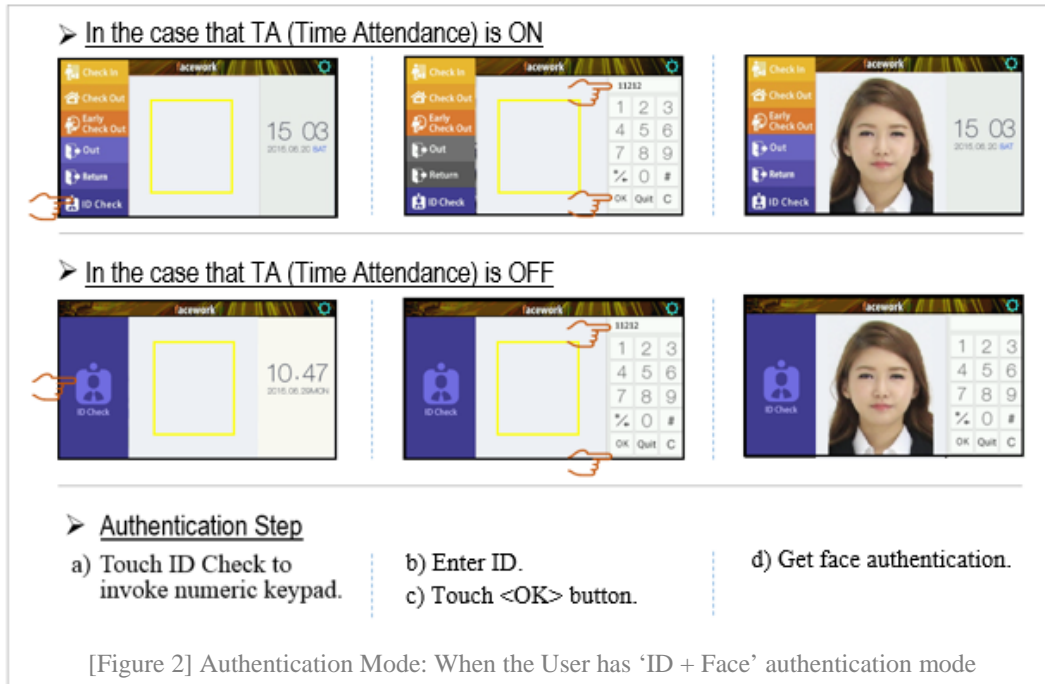 ➢ In the case that TA (Time Attendance) is ON
facework
Check In
Check Out
Early
Check Out
Out
Return
ID Check
15 03
2015.06.20 SAT
facework
Check In
Check Out
Early
Check Out
Out
Return
ID Check
11212
1 2 3
4 5 6
7 8 9
0 #
OK Quit C
facework
Check In
Check Out
Early
Check Out
Out
Return
ID Check
15 03
2015.06.20 SAT
➢ In the case that TA (Time Attendance) is OFF
facework
ID Check
10.47
2015.06.29MON
facework
ID Check
11212
1 2 3
4 5 6
7 8 9
0 #
OK Quit C
facework
ID Check
1 2 3
4 5 6
7 8 9
0 #
OK Quit C
➢ Authentication Step
a) Touch ID Check to
invoke numeric keypad.
b) Enter ID.
c) Touch <OK> button.
d) Get face authentication.
[Figure 2] Authentication Mode: When the User has ‘ID + Face’ authentication mode